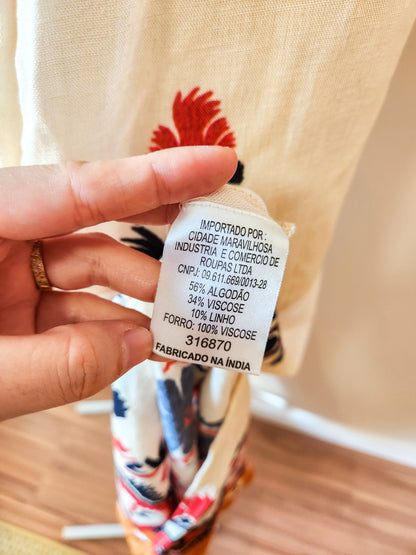 IMPORTADO POR :
CIDADE MARAVILHOSA
INDUSTRIA E COMERCIO DE
ROUPAS LTDA
CNPJ: 09.611.669/0013-28
56% ALGODÃO
34% VISCOSE
10% LINHO
FORRO: 100% VISCOSE
316870
FABRICADO NA ÍNDIA